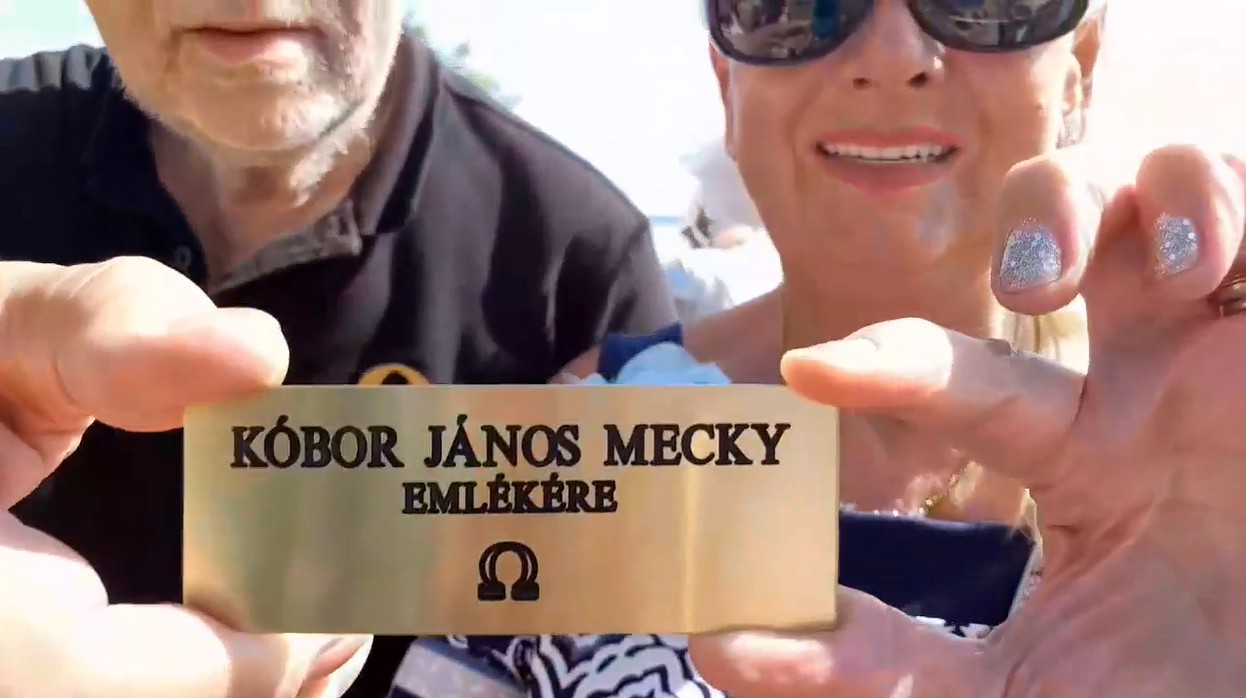 KÓBOR JÁNOS MECKY
EMLÉKÉRE
Ω